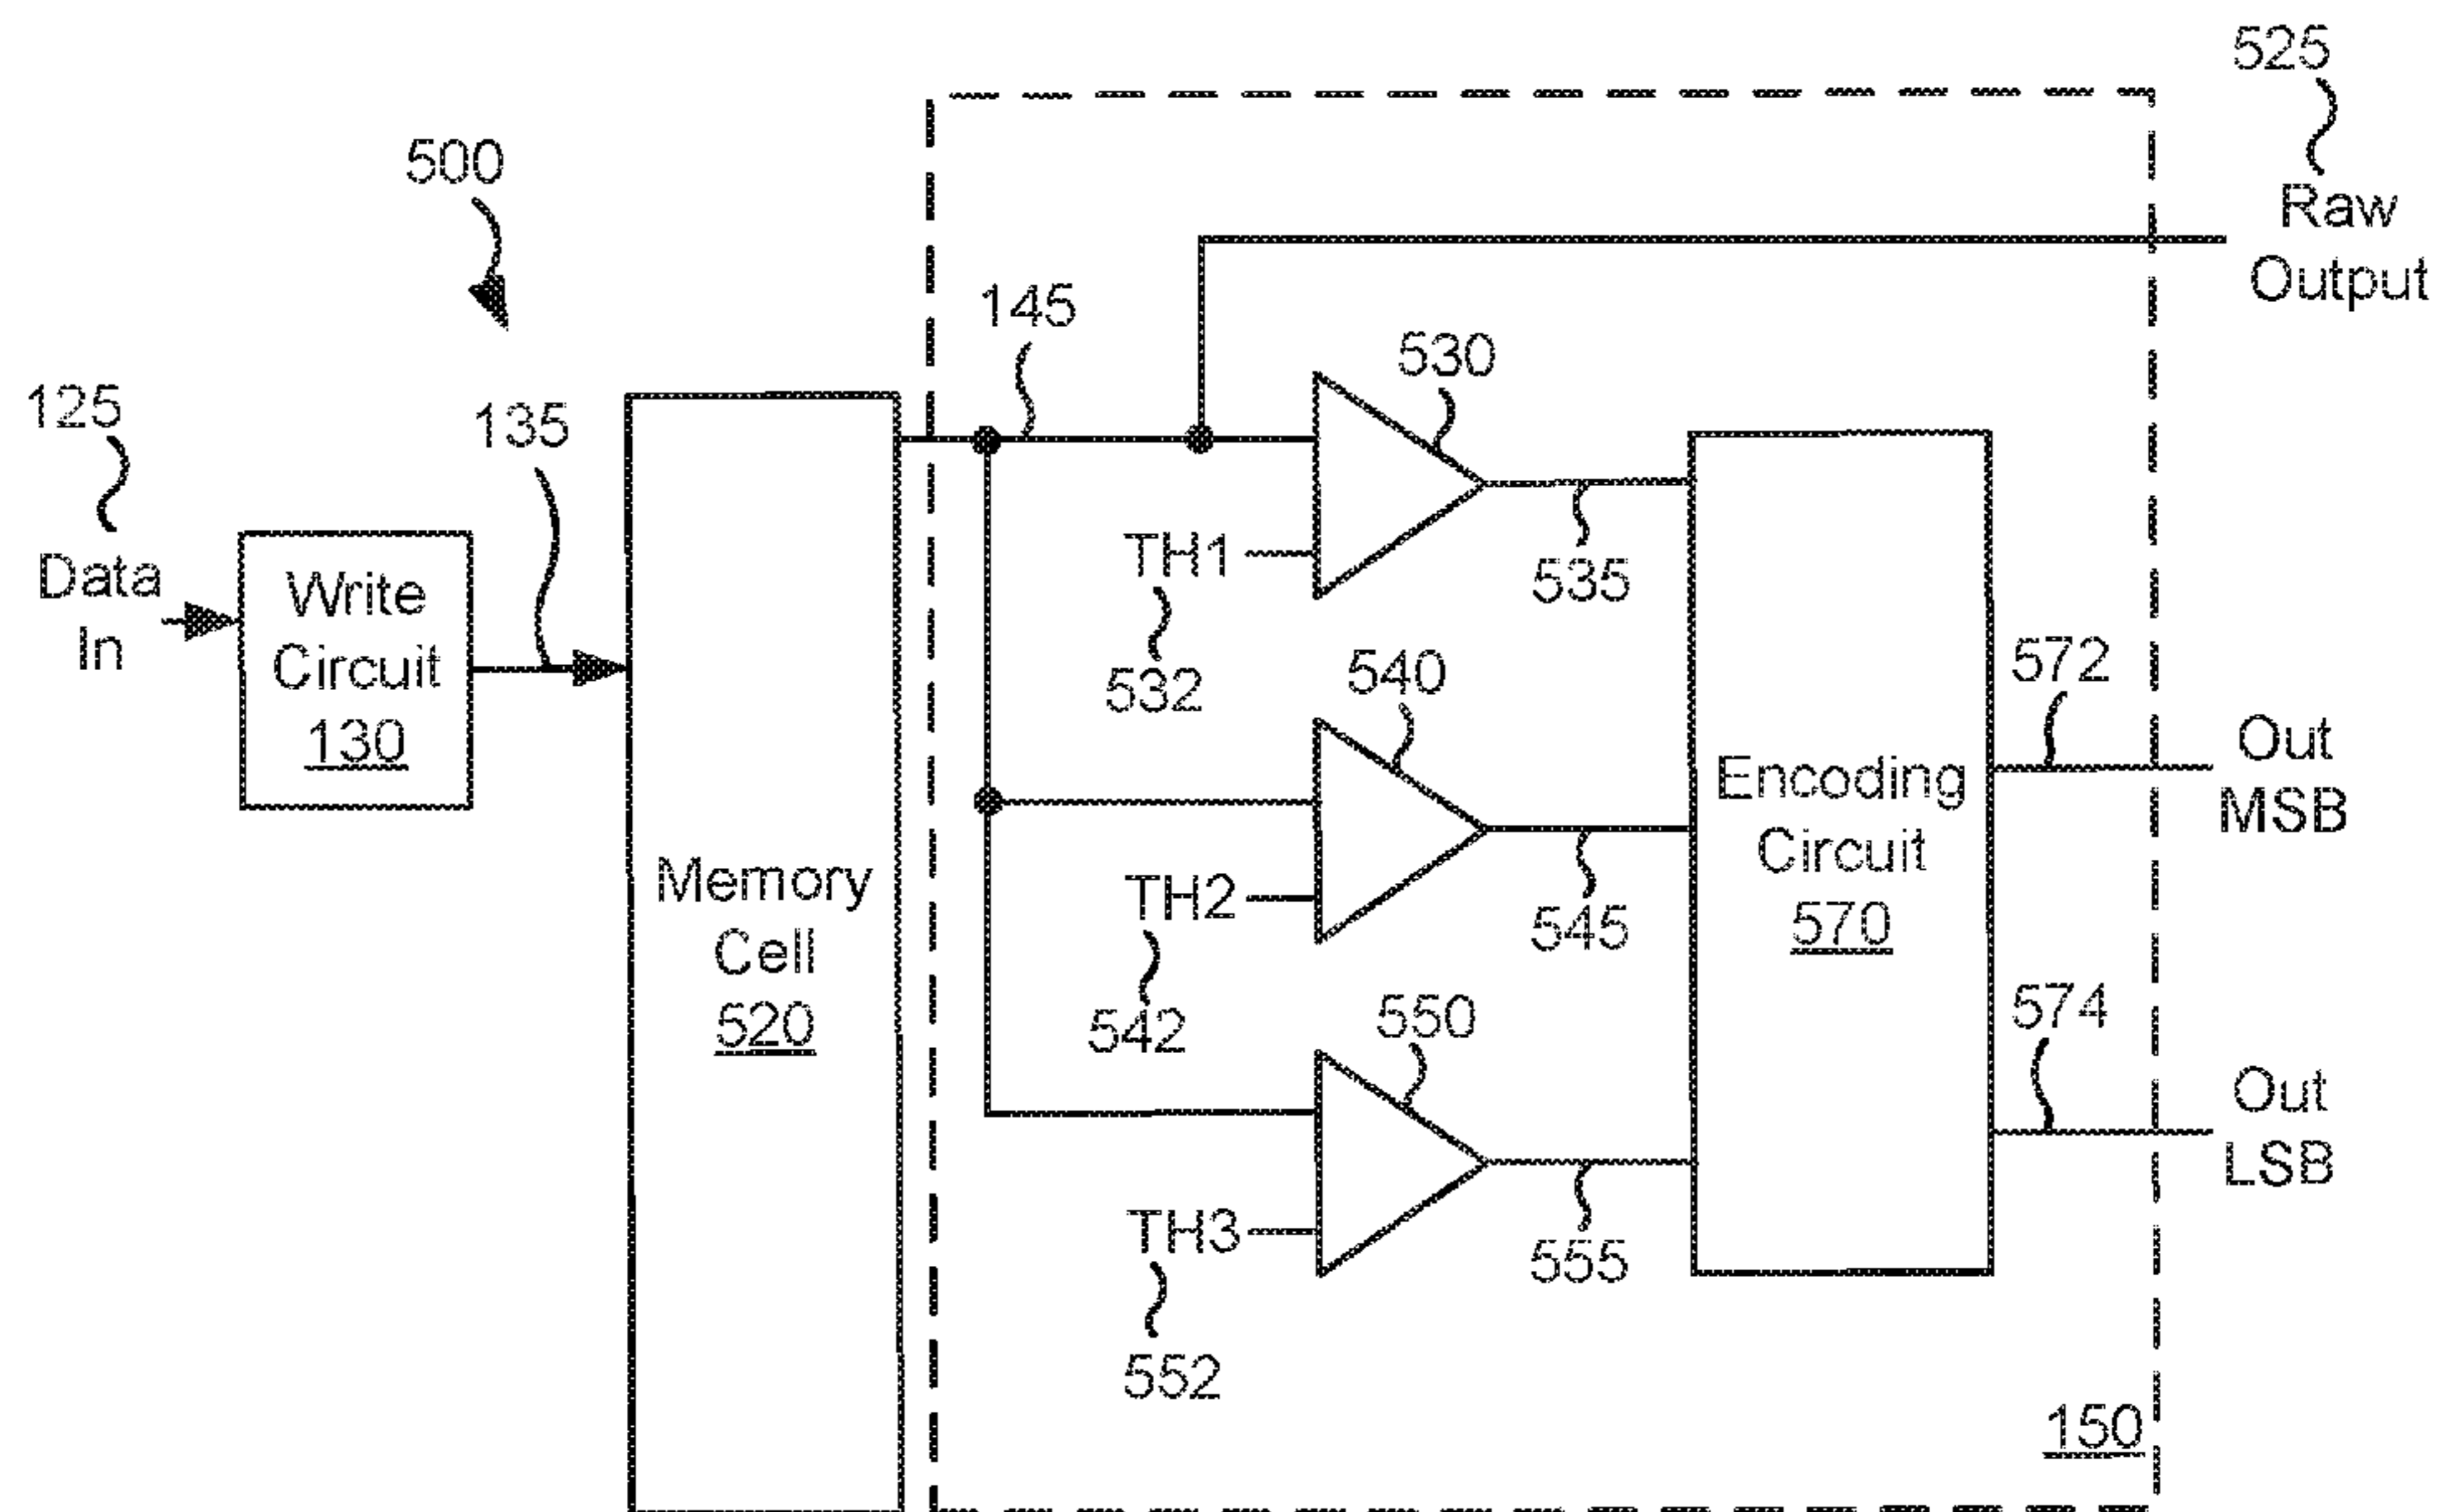 525
Raw
Output
500
145
530
125
135
Data
In
Write
Circuit
130
TH1
532
535
540
572
Out
MSB
Memory
Cell
520
TH2
542
545
Encoding
Circuit
570
550
574
Out
LSB
TH3
552
555
150